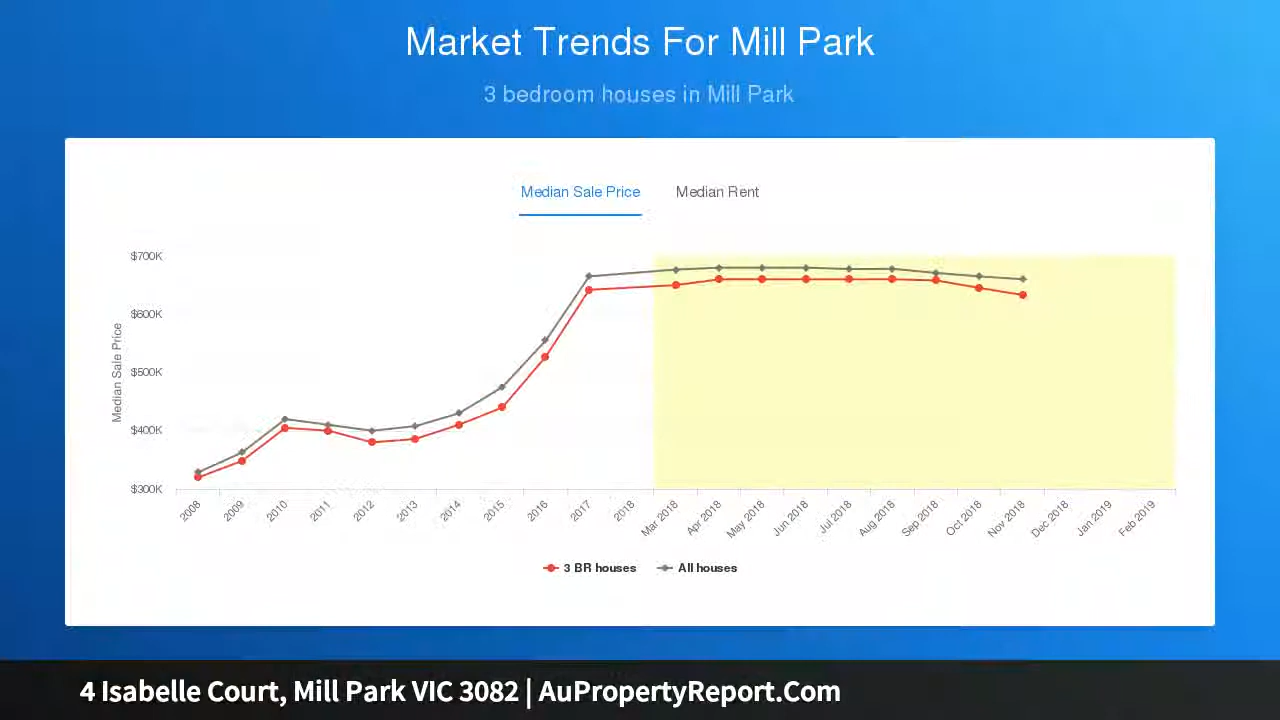 Market Trends For Mill Park
3 bedroom houses in Mill Park
Median Sale Price Median Rent
Median Sale Price
$700K
$600K
$500K
$400K
$300K
2008 2009 2010 2011 2012 2013 2014 2015 2016 2017 2018 Mar 2018 Apr 2018 May 2018 Jun 2018 Jul 2018 Aug 2018 Sep 2018 Oct 2018 Nov 2018 Dec 2018 Jan 2019 Feb 2019
3 BR houses All houses
4 Isabelle Court, Mill Park VIC 3082 | AuPropertyReport.Com